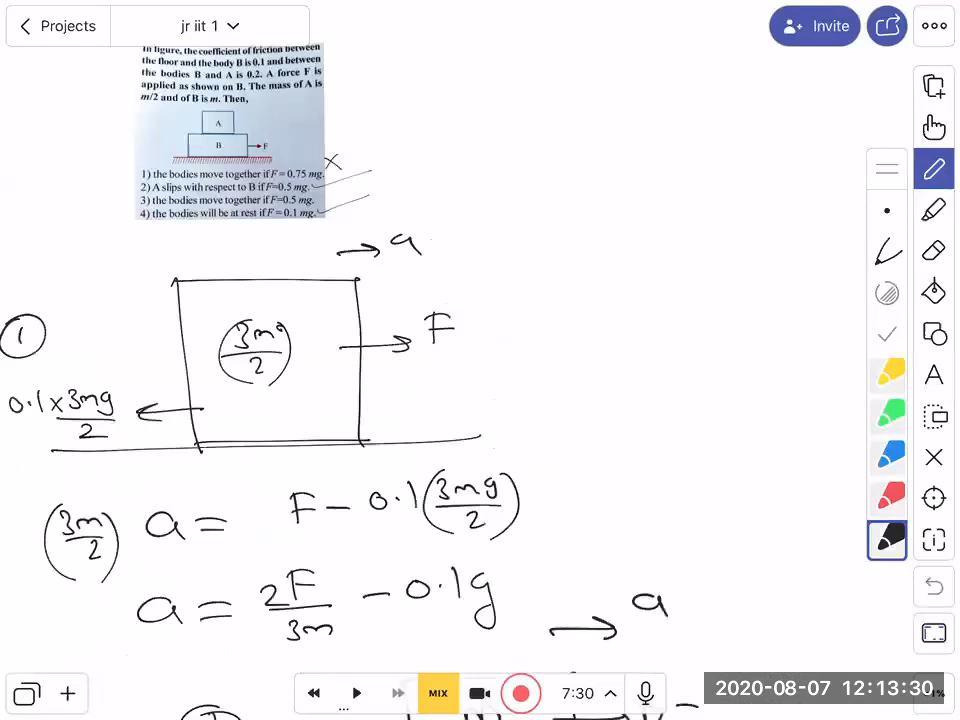 Projects
jr iit 1
Invite
In figure, the coefficient of friction between
the floor and the body B is 0.1 and between
the bodies B and A is 0.2. A force F is
applied as shown on B. The mass of A is
m/2 and of B is m. Then,
A
B
F
1) the bodies move together if F = 0.75 mg.
2) A slips with respect to B if F=0.5 mg.
3) the bodies move together if F=0.5 mg.
4) the bodies will be at rest if F = 0.1 mg.
→ a
1
(3m/2)
→ F
0.1 x 3mg/2
(3m/2) a = F - 0.1 (3mg/2)
a = 2F/3m - 0.1g
→ a
A
MIX
7:30
2020-08-07 12:13:30